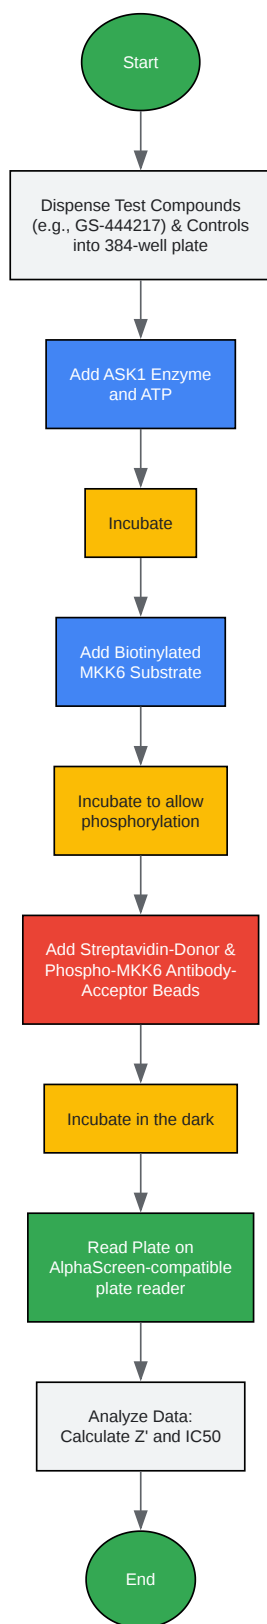 Start
Dispense Test Compounds
(e.g., GS-444217) & Controls
into 384-well plate
Add ASK1 Enzyme
and ATP
Incubate
Add Biotinylated
MKK6 Substrate
Incubate to allow
phosphorylation
Add Streptavidin-Donor &
Phospho-MKK6 Antibody-
Acceptor Beads
Incubate in the dark
Read Plate on
AlphaScreen-compatible
plate reader
Analyze Data:
Calculate Z' and IC50
End